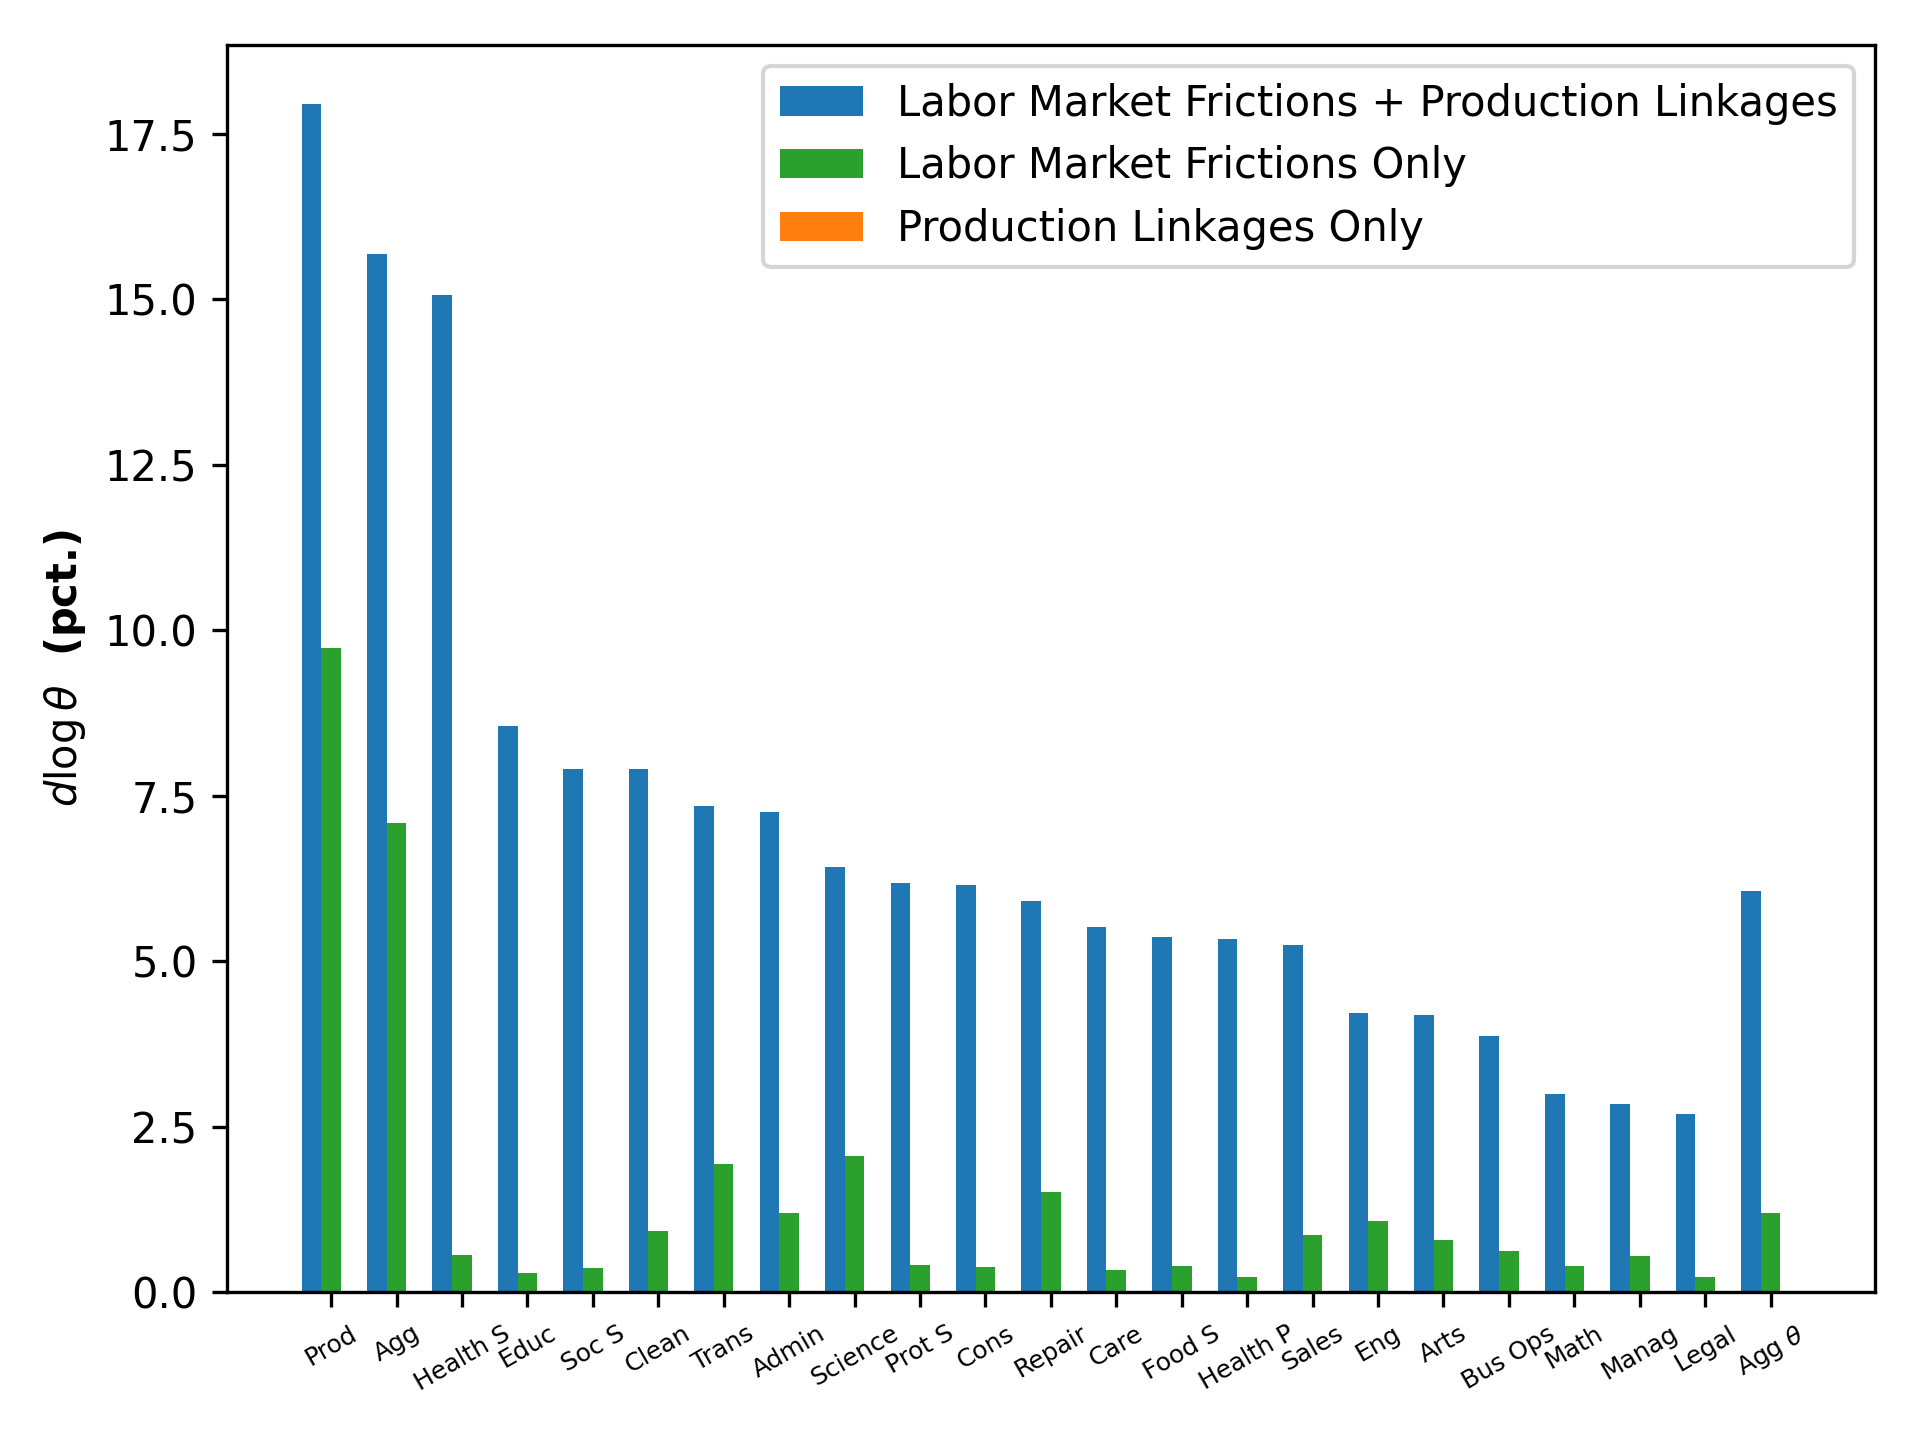 Labor Market Frictions + Production Linkages
Labor Market Frictions Only
Production Linkages Only
17.5
15.0
12.5
10.0
7.5
5.0
2.5
0.0
d log θ (pct.)
Prod
Agg
Health S
Educ
Soc S
Clean
Trans
Admin
Science
Prot S
Cons
Repair
Care
Food S
Health P
Sales
Eng
Arts
Bus Ops
Math
Manag
Legal
Agg θ